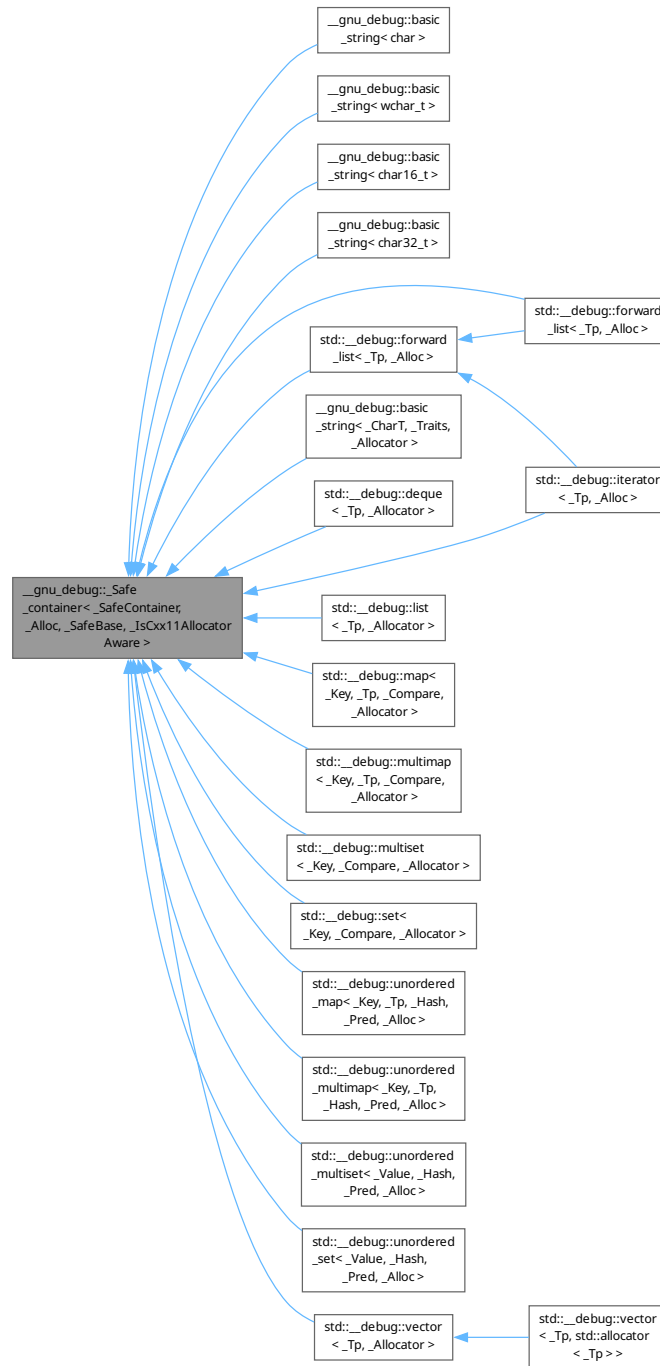 __gnu_debug::basic
_string< char >
__gnu_debug::basic
_string< wchar_t >
__gnu_debug::basic
_string< char16_t >
__gnu_debug::basic
_string< char32_t >
std::__debug::forward
_list< _Tp, _Alloc >
std::__debug::forward
_list< _Tp, _Alloc >
__gnu_debug::basic
_string< _CharT, _Traits,
_Allocator >
std::__debug::iterator
< _Tp, _Alloc >
std::__debug::deque
< _Tp, _Allocator >
__gnu_debug::_Safe
_container< _SafeContainer,
_Alloc, _SafeBase, _IsCxx11Allocator
Aware >
std::__debug::list
< _Tp, _Allocator >
std::__debug::map<
_Key, _Tp, _Compare,
_Allocator >
std::__debug::multimap
< _Key, _Tp, _Compare,
_Allocator >
std::__debug::multiset
< _Key, _Compare, _Allocator >
std::__debug::set<
_Key, _Compare, _Allocator >
std::__debug::unordered
_map< _Key, _Tp, _Hash,
_Pred, _Alloc >
std::__debug::unordered
_multimap< _Key, _Tp,
_Hash, _Pred, _Alloc >
std::__debug::unordered
_multiset< _Value, _Hash,
_Pred, _Alloc >
std::__debug::unordered
_set< _Value, _Hash,
_Pred, _Alloc >
std::__debug::vector
< _Tp, _Allocator >
std::__debug::vector
< _Tp, std::allocator
< _Tp > >